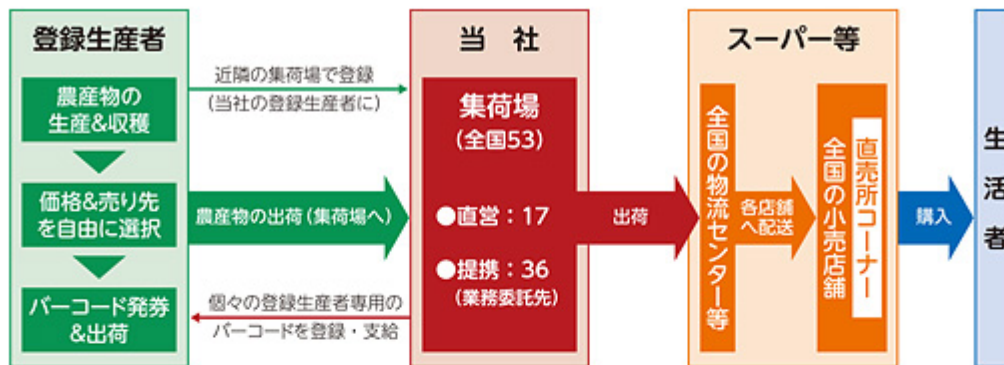 登録生産者
農産物の
生産&収穫
価格&売り先
を自由に選択
バーコード発券
&出荷
近隣の集荷場で登録
(当社の登録生産者に)
農産物の出荷(集荷場へ)
個々の登録生産者専用の
バーコードを登録・支給
当 社
集荷場
(全国53)
●直営:17
●提携:36
(業務委託先)
出荷
スーパー等
全国の物流センター等
各店舗
へ配送
直売所コーナー
全国の小売店舗
購入
生活者